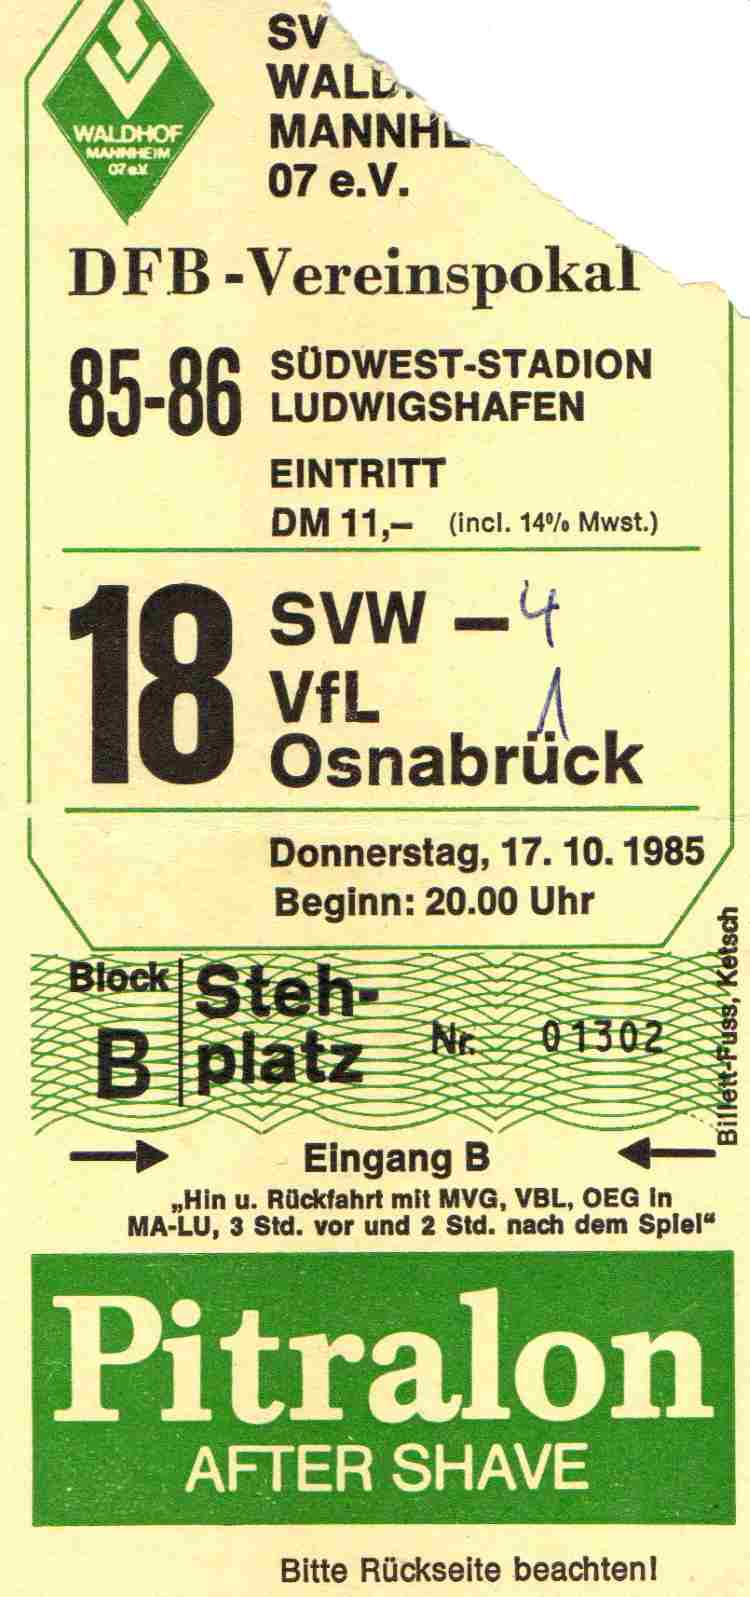 WALDHOF
MANNHEIM
07 e.V.
SV
WALD
MANNHE
07 e.V.
DFB-Vereinspokal
85-86
SÜDWEST-STADION
LUDWIGSHAFEN
EINTRITT
DM 11,– (incl. 14% Mwst.)
18
SVW – 4
VfL 1
Osnabrück
Donnerstag, 17. 10. 1985
Beginn: 20.00 Uhr
Billett-Fuss, Ketsch
Block
B
Steh-
platz
Nr. 01302
Eingang B
„Hin u. Rückfahrt mit MVG, VBL, OEG in
MA-LU, 3 Std. vor und 2 Std. nach dem Spiel“
Pitralon
AFTER SHAVE
Bitte Rückseite beachten!